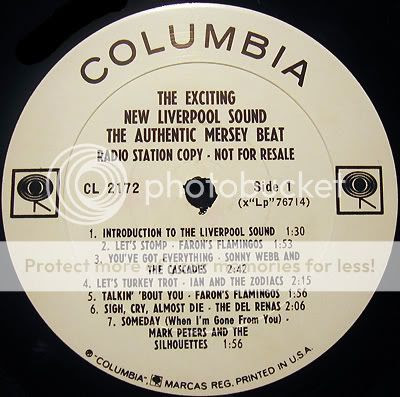 COLUMBIA
THE EXCITING
NEW LIVERPOOL SOUND
THE AUTHENTIC MERSEY BEAT
RADIO STATION COPY - NOT FOR RESALE
CL 2172
Side 1
(x"Lp"76714)
photobucket
1. INTRODUCTION TO THE LIVERPOOL SOUND 1:30
2. LET'S STOMP - FARON'S FLAMINGOS 1:53
3. YOU'VE GOT EVERYTHING - SONNY WEBB AND
THE CASCADES 2:42
Protect more of your memories for less!
4. LET'S TURKEY TROT - IAN AND THE ZODIACS 2:15
5. TALKIN' 'BOUT YOU - FARON'S FLAMINGOS 1:56
6. SIGH, CRY, ALMOST DIE - THE DEL RENAS 2:06
7. SOMEDAY (When I'm Gone From You) -
MARK PETERS AND THE
SILHOUETTES 1:56
℗ "COLUMBIA", MARCAS REG. PRINTED IN U.S.A.